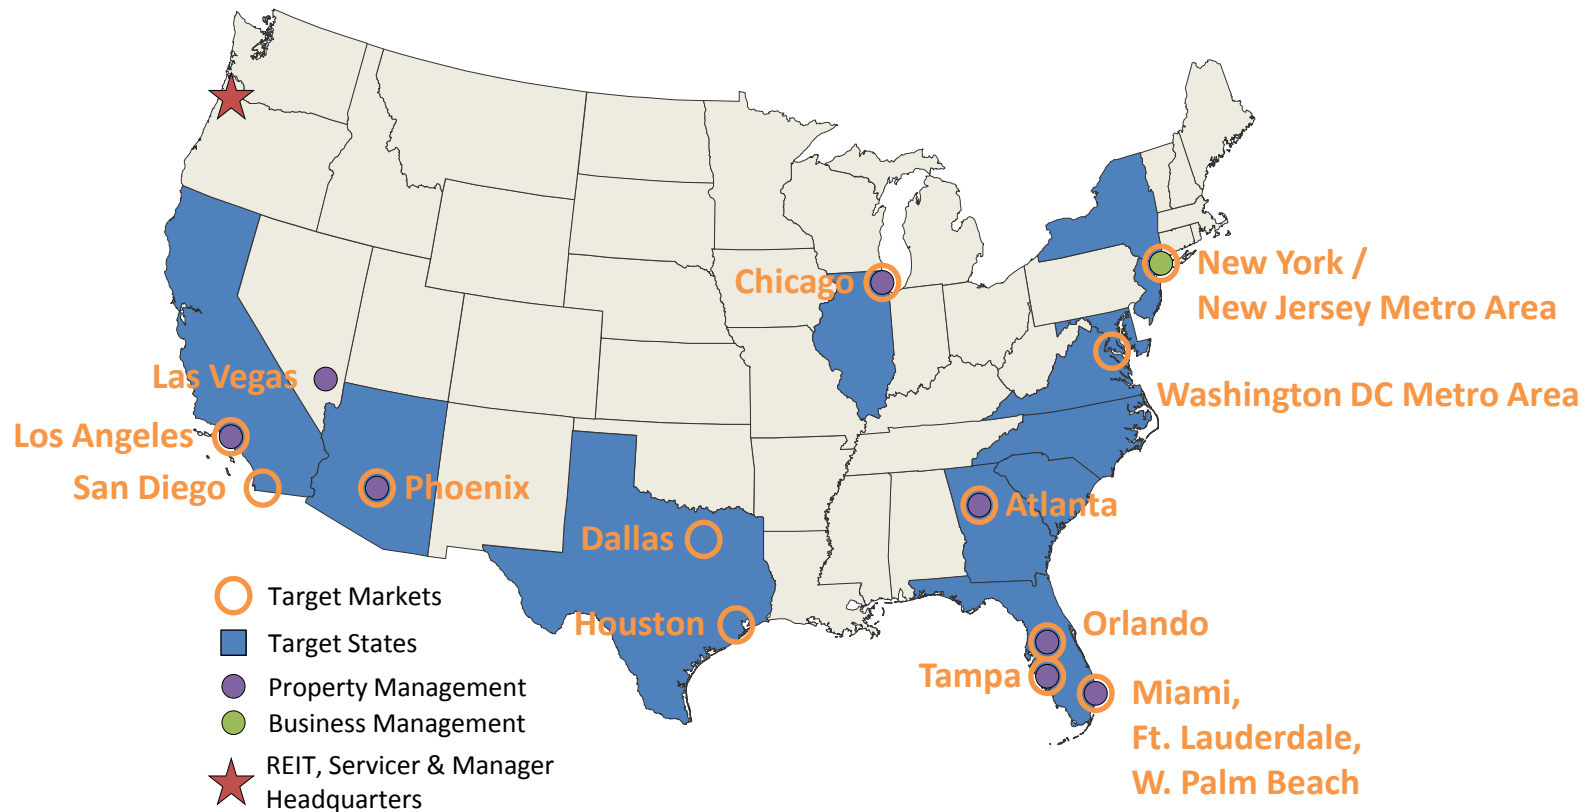 New York /
New Jersey Metro Area
Chicago
Las Vegas
Washington DC Metro Area
Los Angeles
San Diego
Phoenix
Atlanta
Dallas
Houston
Orlando
Tampa
Miami,
Ft. Lauderdale,
W. Palm Beach
Target Markets
Target States
Property Management
Business Management
REIT, Servicer & Manager
Headquarters